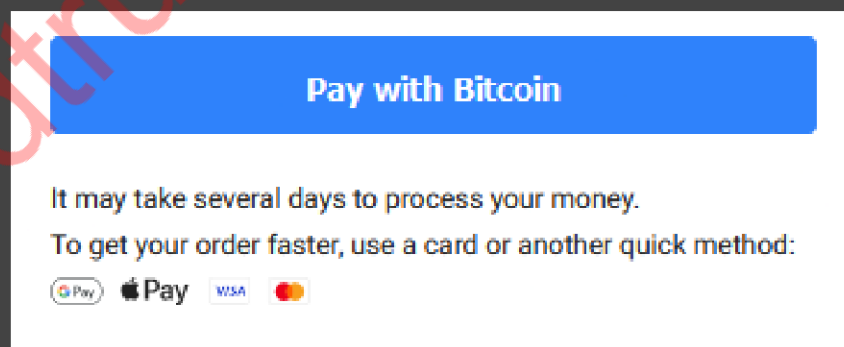 Pay with Bitcoin
It may take several days to process your money.
To get your order faster, use a card or another quick method:
G Pay Pay VISA